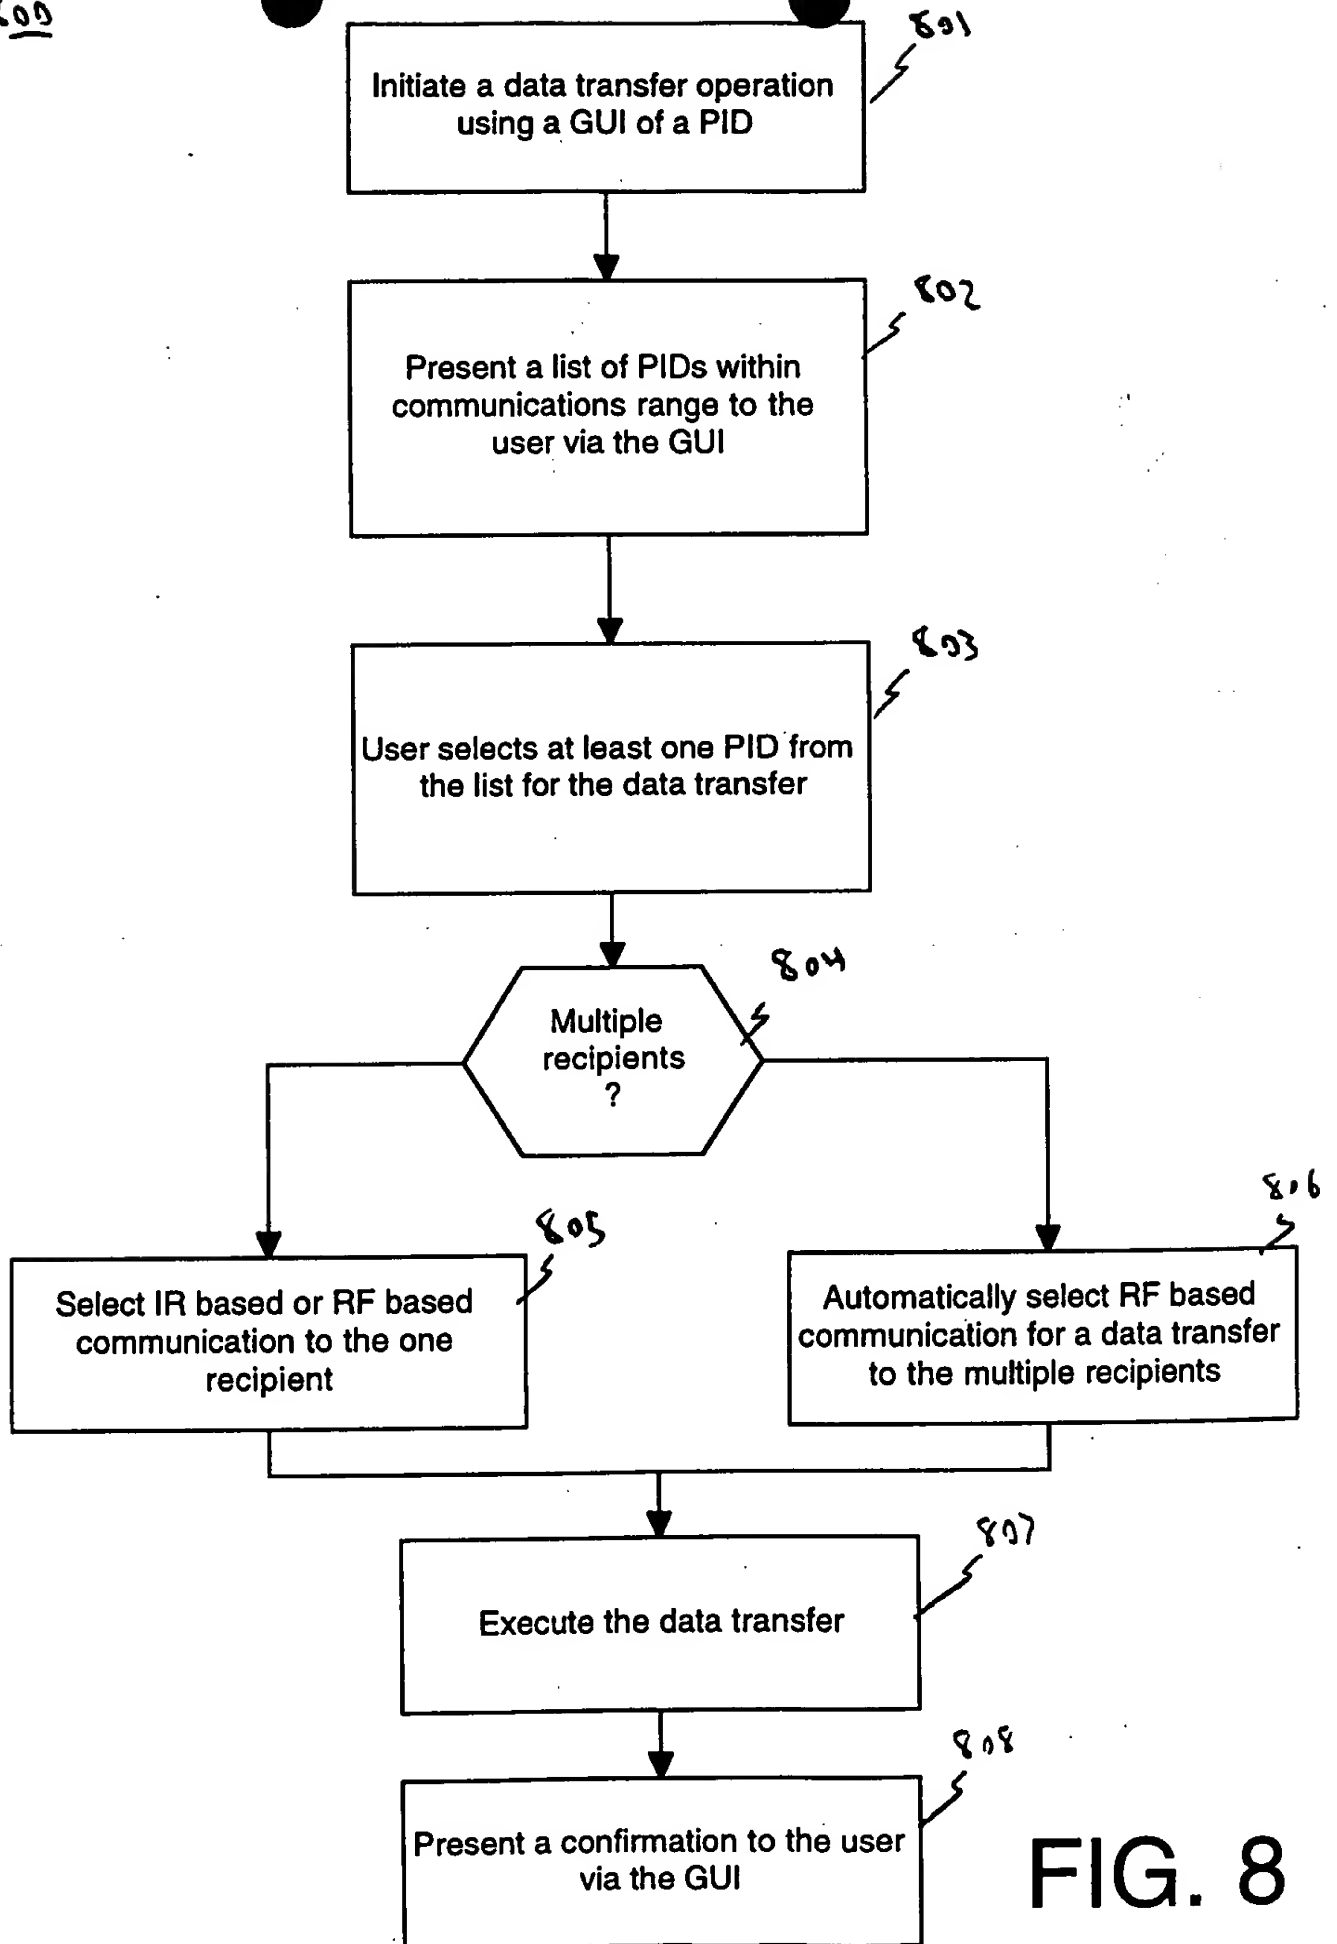 800
801
Initiate a data transfer operation
using a GUI of a PID
802
Present a list of PIDs within
communications range to the
user via the GUI
803
User selects at least one PID from
the list for the data transfer
804
Multiple
recipients
?
805
Select IR based or RF based
communication to the one
recipient
806
Automatically select RF based
communication for a data transfer
to the multiple recipients
807
Execute the data transfer
808
Present a confirmation to the user
via the GUI
FIG. 8